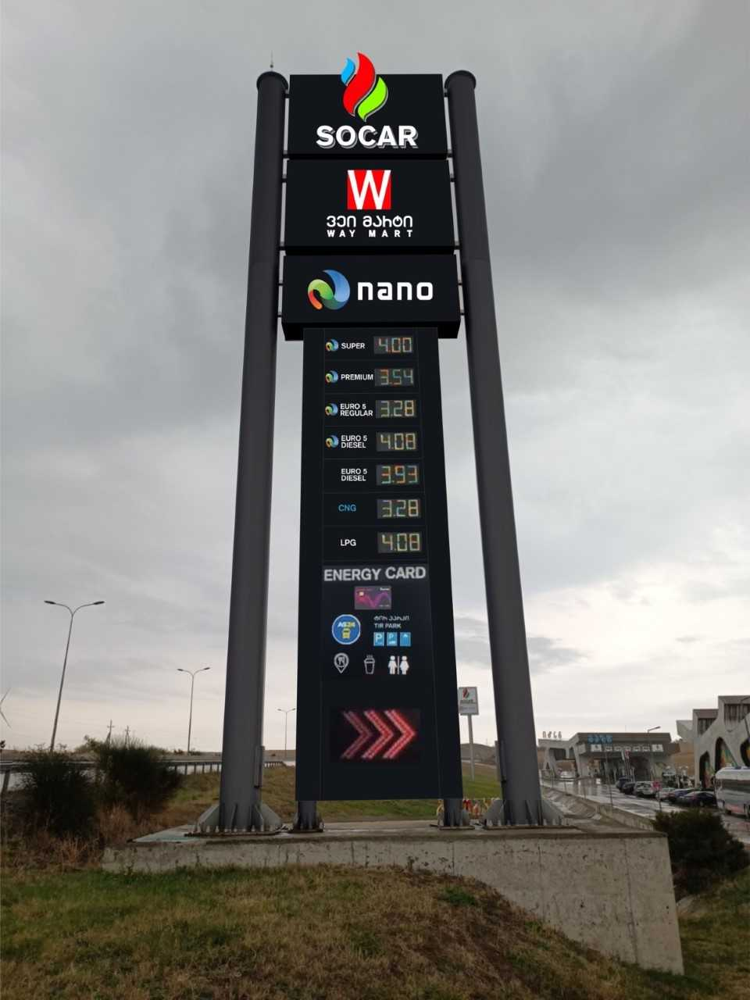 SOCAR
W
ვეი მარტი
WAY MART
nano
SUPER 4.00
PREMIUM 3.54
EURO 5
REGULAR 3.28
EURO 5
DIESEL 4.08
EURO 5
DIESEL 3.93
CNG 3.28
LPG 4.08
ENERGY CARD
AS24
ტირ პარკი
TIR PARK
P P
SOCAR